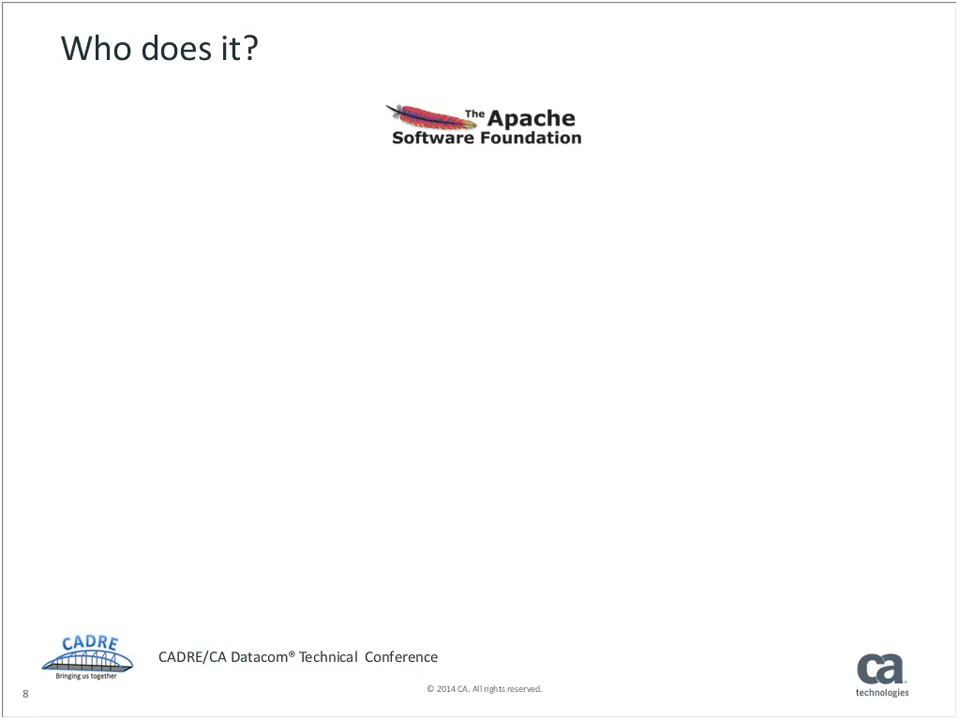 Who does it?
The Apache
Software Foundation
CADRE
Bringing us together
CADRE/CA Datacom® Technical Conference
ca
technologies
8
© 2014 CA. All rights reserved.